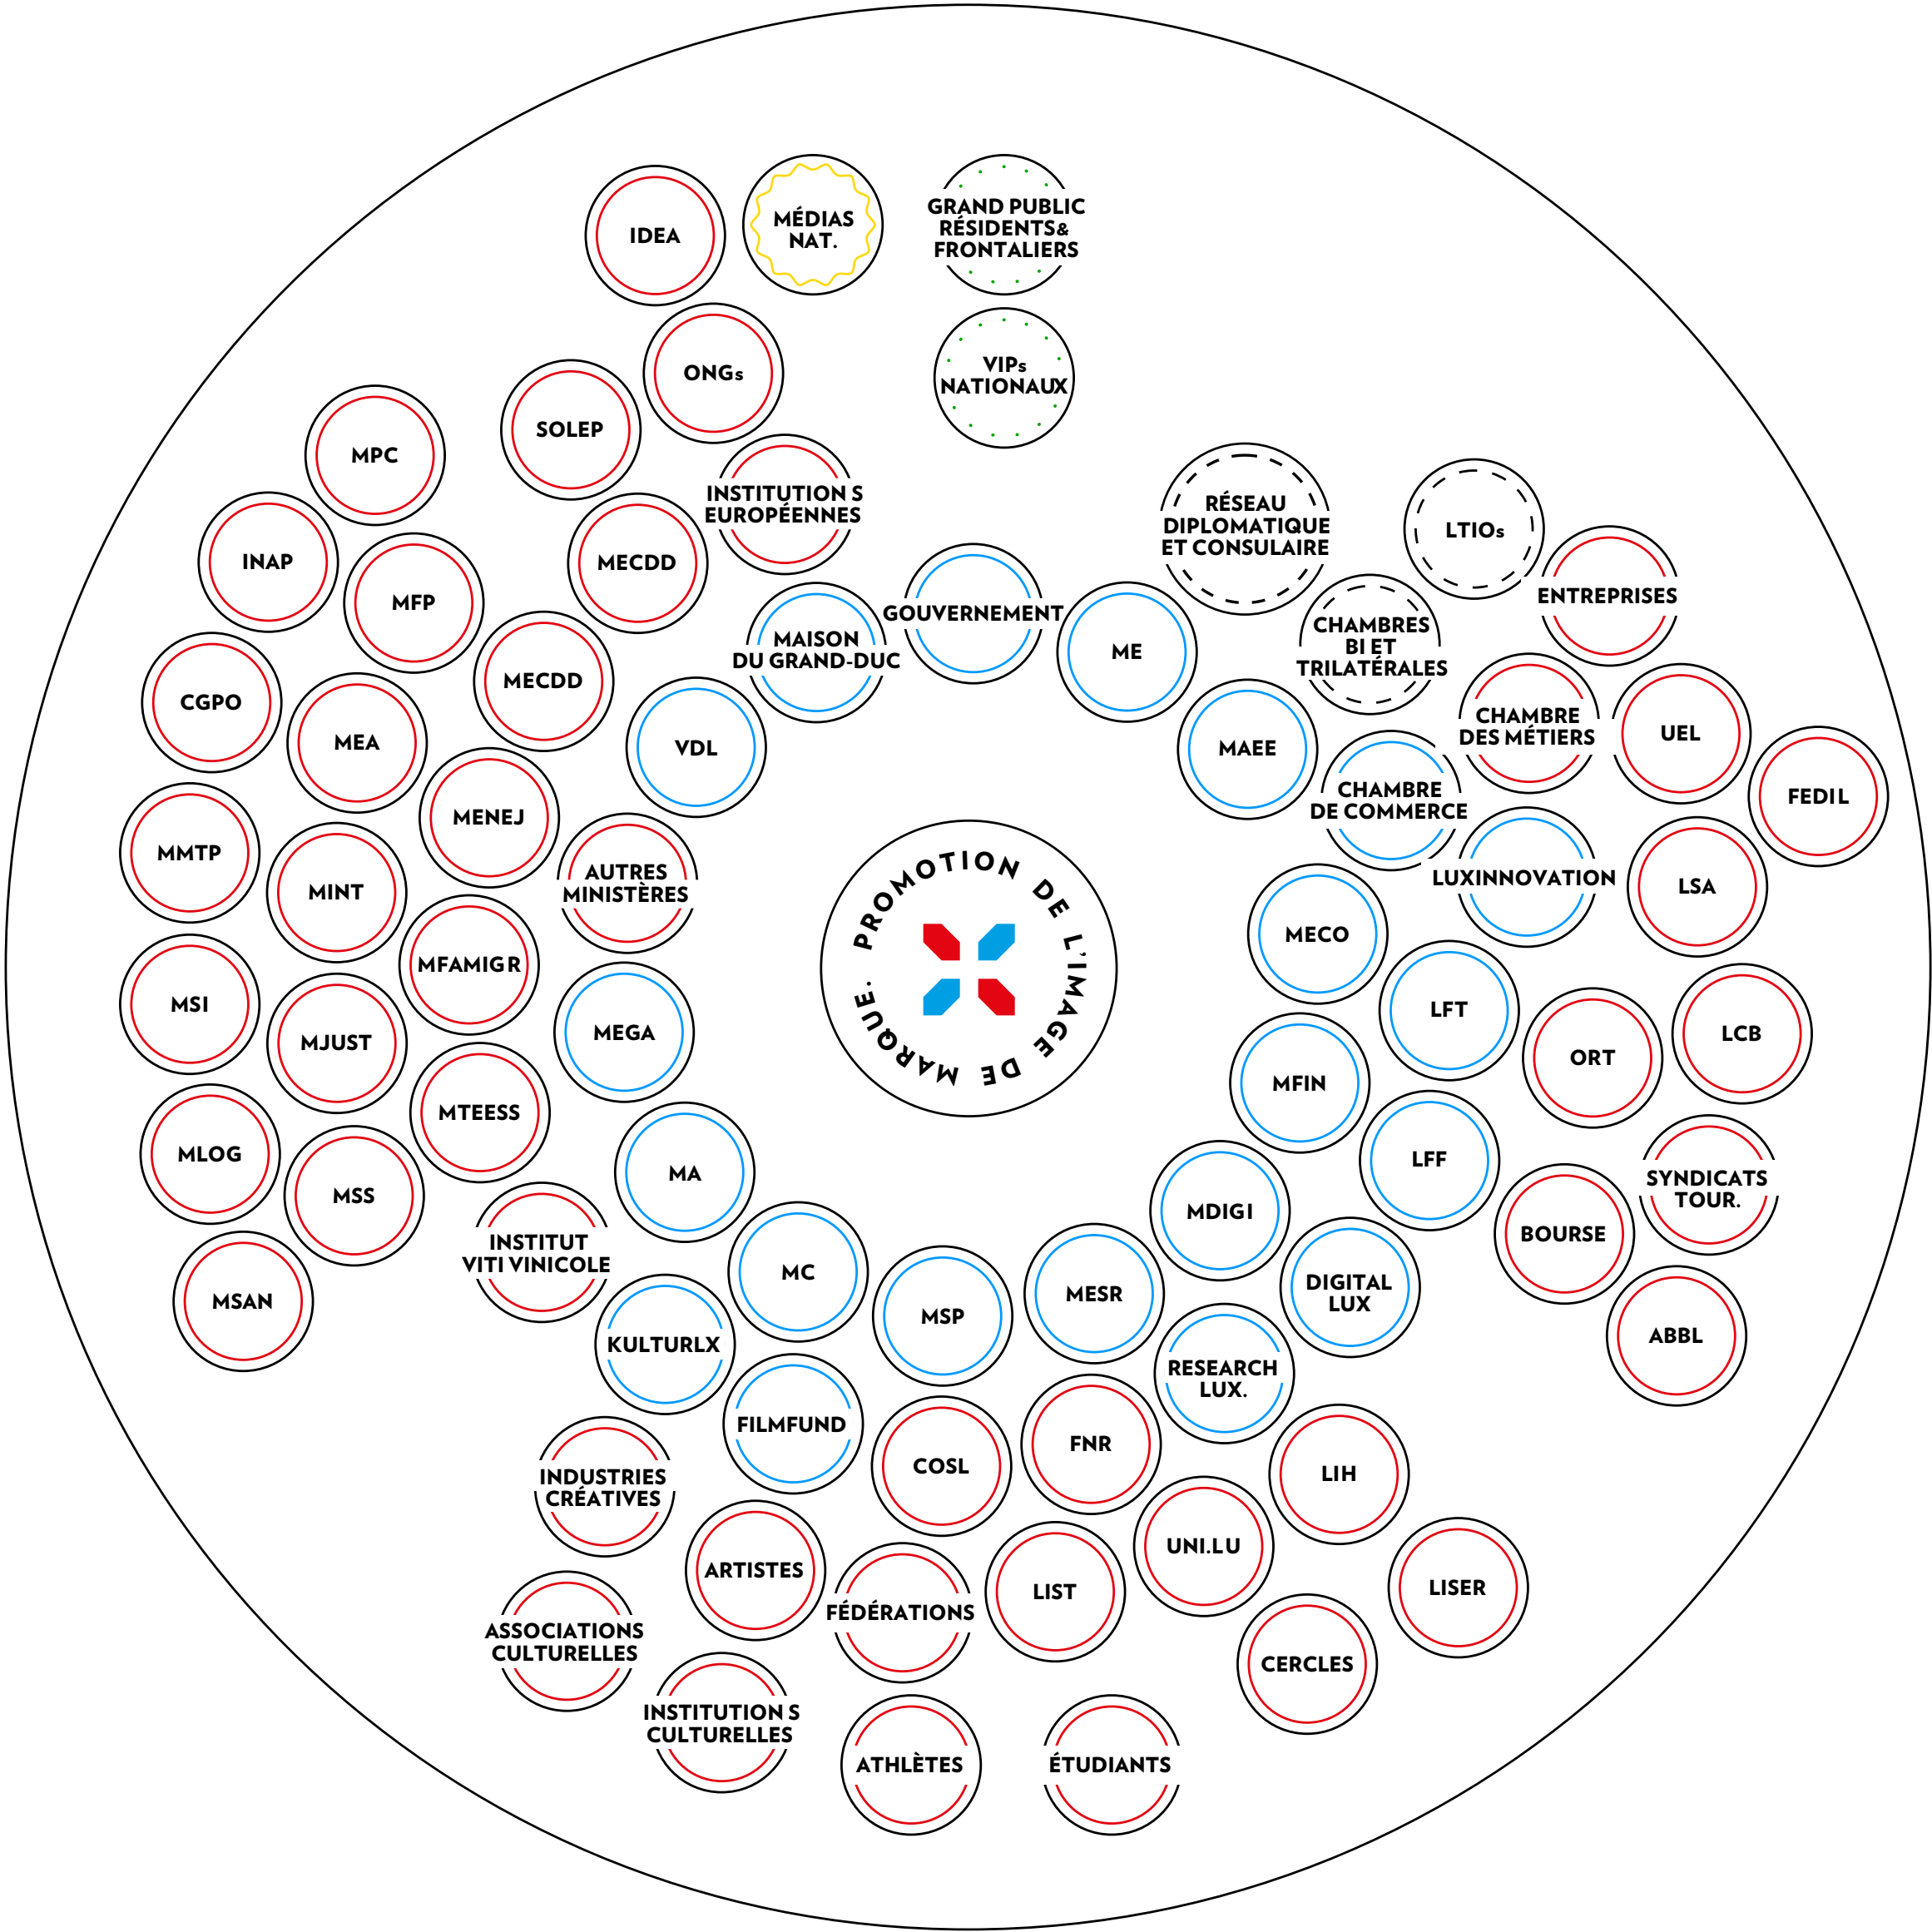 IDEA
MÉDIAS
NAT.
GRAND PUBLIC
RÉSIDENTS&
FRONTALIERS
ONGs
VIPs
NATIONAUX
SOLEP
MPC
INSTITUTION S
EUROPÉENNES
RÉSEAU
DIPLOMATIQUE
ET CONSULAIRE
LTIOs
INAP
MFP
MECDD
ENTREPRISES
GOUVERNEMENT
MAISON
DU GRAND-DUC
ME
CHAMBRES
BI ET
TRILATÉRALES
CGPO
MEA
MECDD
VDL
MAEE
CHAMBRE
DES MÉTIERS
UEL
FEDIL
CHAMBRE
DE COMMERCE
MENEJ
MMTP
MINT
AUTRES
MINISTÈRES
LUXINNOVATION
LSA
PROMOTION DE L'IMAGE DE MARQUE.
MECO
MFAMIGR
MSI
MJUST
MEGA
LFT
ORT
LCB
MFIN
MTEESS
MLOG
MSS
MA
LFF
SYNDICATS
TOUR.
MDIGI
BOURSE
INSTITUT
VITI VINICOLE
MSAN
MC
MSP
MESR
DIGITAL
LUX
ABBL
KULTURLX
RESEARCH
LUX.
FILMFUND
COSL
FNR
LIH
INDUSTRIES
CRÉATIVES
ARTISTES
UNI.LU
LIST
LISER
FÉDÉRATIONS
ASSOCIATIONS
CULTURELLES
CERCLES
INSTITUTION S
CULTURELLES
ATHLÈTES
ÉTUDIANTS